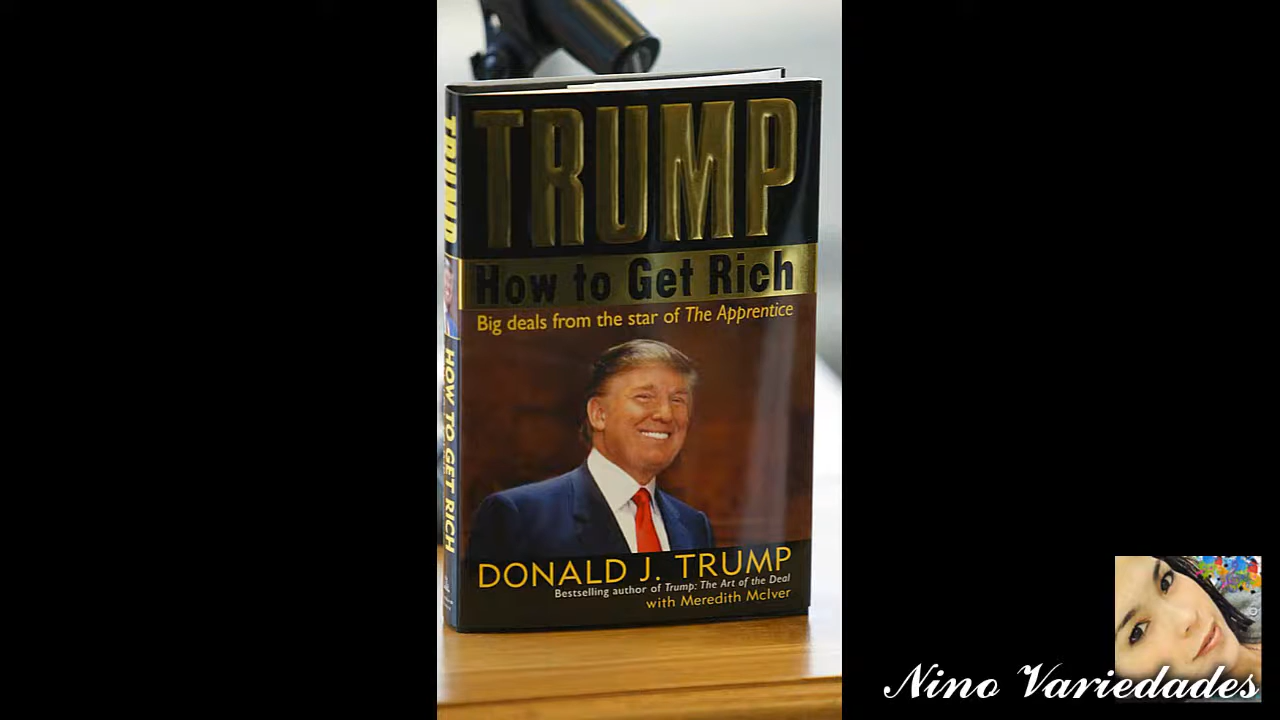 TRUMP
How to Get Rich
Big deals from the star of The Apprentice
DONALD J. TRUMP
Bestselling author of Trump: The Art of the Deal
with Meredith McIver
TRUMP
HOW TO GET RICH
Nino Variedades